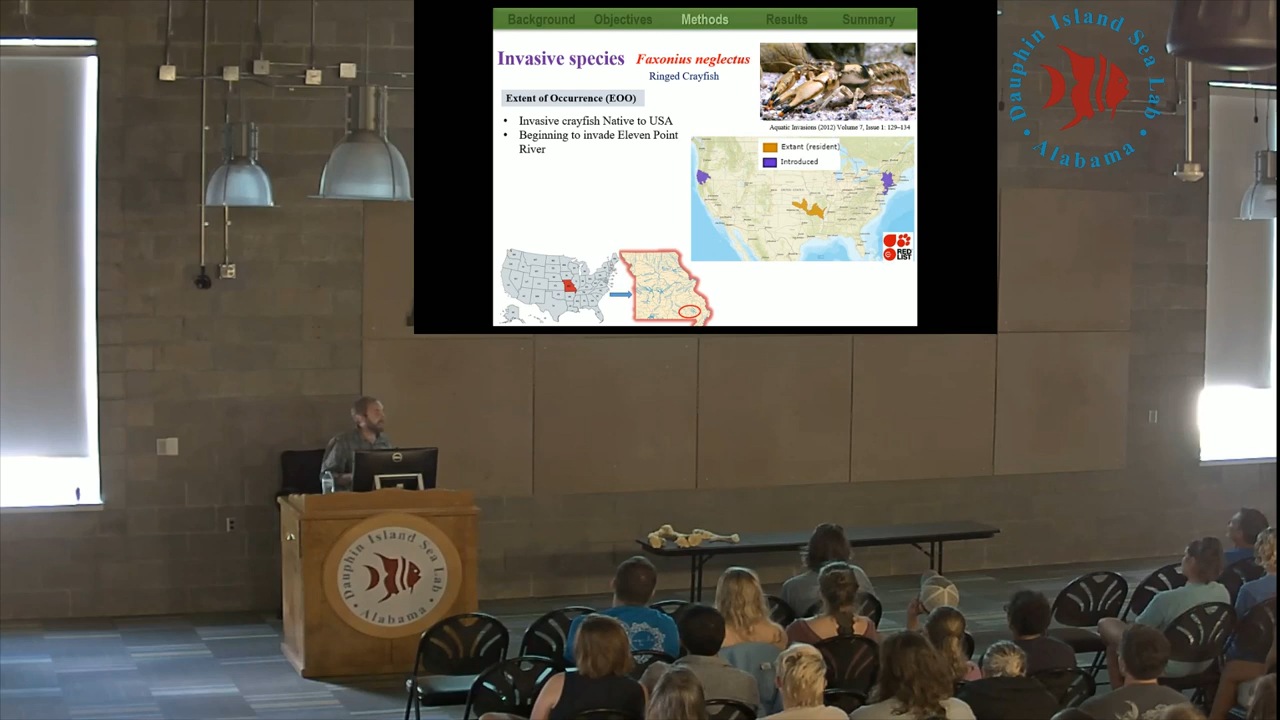 Background Objectives Methods Results Summary
Invasive species Faxonius neglectus
Ringed Crayfish
Extent of Occurrence (EOO)
• Invasive crayfish Native to USA
• Beginning to invade Eleven Point
River
Aquatic Invasions (2012) Volume 7, Issue 1: 129–134
Extant (resident)
Introduced
RED
LIST
Dauphin Island Sea Lab
Alabama
DELL
Dauphin Island Sea Lab
Alabama